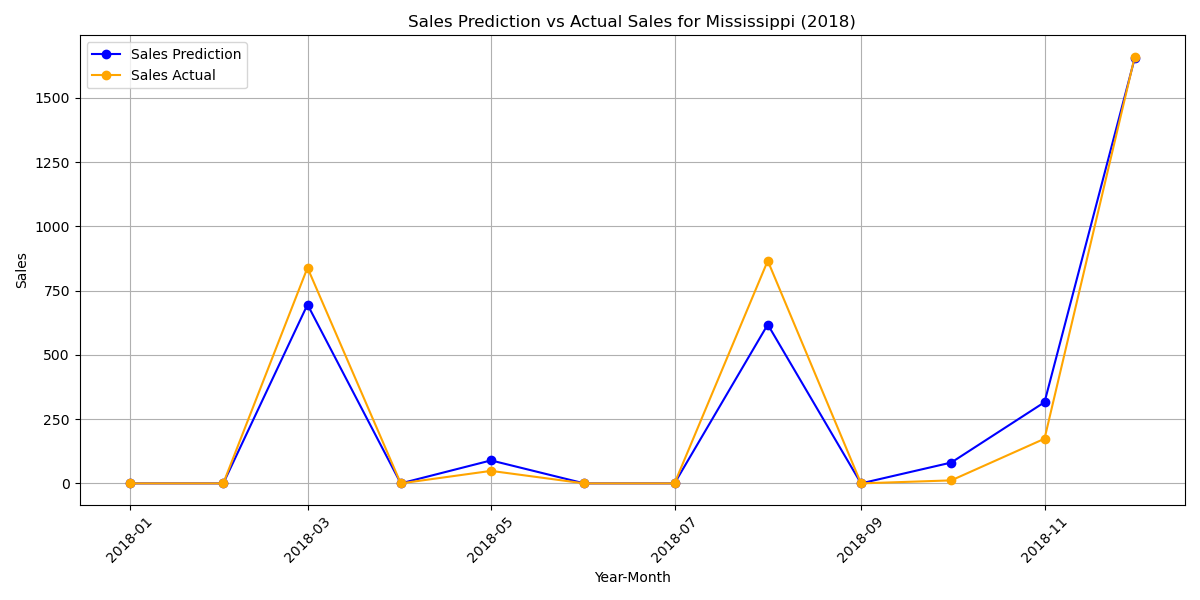 Sales Prediction vs Actual Sales for Mississippi (2018)
Sales Prediction
Sales Actual
Sales
1500
1250
1000
750
500
250
0
2018-01
2018-03
2018-05
2018-07
2018-09
2018-11
Year-Month